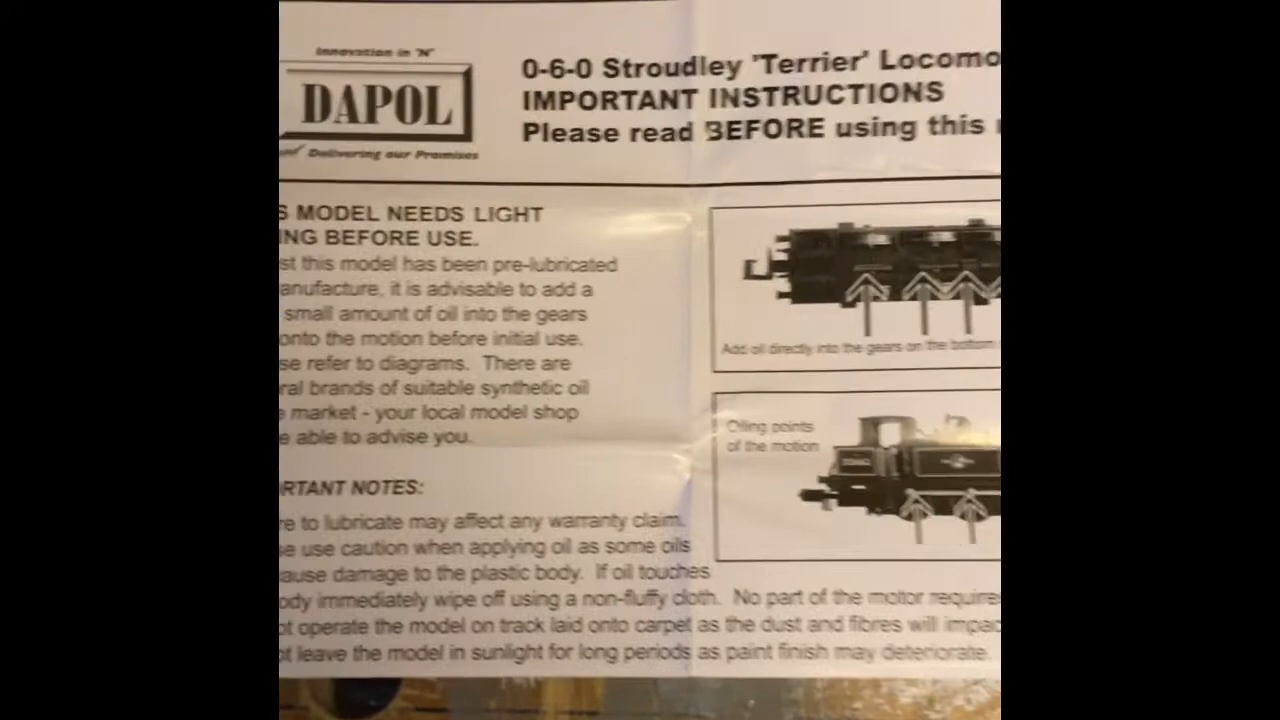 Innovation in 'N'
DAPOL
Delivering our Promises
0-6-0 Stroudley 'Terrier' Locomo
IMPORTANT INSTRUCTIONS
Please read BEFORE using this
S MODEL NEEDS LIGHT
ING BEFORE USE.
st this model has been pre-lubricated
anufacture, it is advisable to add a
small amount of oil into the gears
onto the motion before initial use.
se refer to diagrams. There are
ral brands of suitable synthetic oil
e market - your local model shop
e able to advise you.
Add oil directly into the gears on the bottom
Oiling points
of the motion
RTANT NOTES:
re to lubricate may affect any warranty claim.
se use caution when applying oil as some oils
ause damage to the plastic body. If oil touches
ody immediately wipe off using a non-fluffy cloth. No part of the motor require
ot operate the model on track laid onto carpet as the dust and fibres will impac
ot leave the model in sunlight for long periods as paint finish may deteriorate.